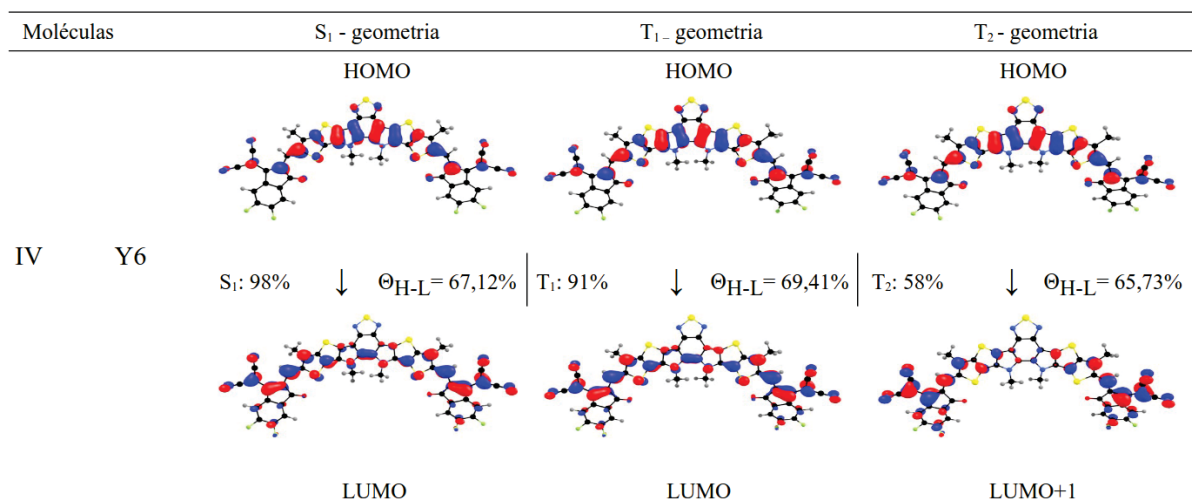 Moléculas S₁ - geometria T₁ – geometria T₂ - geometria
HOMO HOMO HOMO
IV Y6
S₁: 98% ↓ ΘH-L= 67,12% T₁: 91% ↓ ΘH-L= 69,41% T₂: 58% ↓ ΘH-L= 65,73%
LUMO LUMO LUMO+1